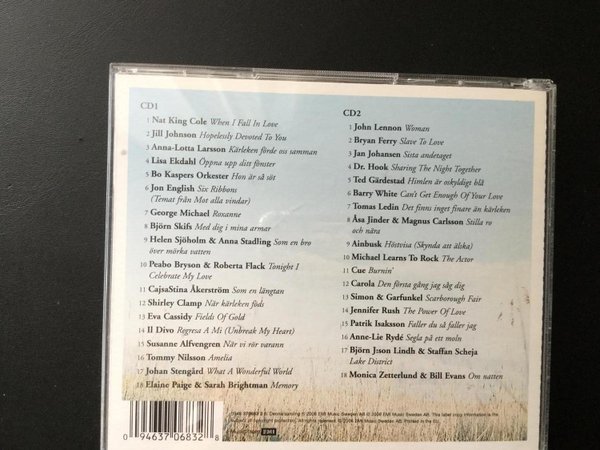 CD1
1 Nat King Cole When I Fall In Love
2 Jill Johnson Hopelessly Devoted To You
3 Anna-Lotta Larsson Kärleken förde oss samman
4 Lisa Ekdahl Öppna upp ditt fönster
5 Bo Kaspers Orkester Hon är så söt
6 Jon English Six Ribbons
(Temat från Mot alla vindar)
7 George Michael Roxanne
8 Björn Skifs Med dig i mina armar
9 Helen Sjöholm & Anna Stadling Som en bro
över mörka vatten
10 Peabo Bryson & Roberta Flack Tonight I
Celebrate My Love
11 CajsaStina Åkerström Som en längtan
12 Shirley Clamp När kärleken föds
13 Eva Cassidy Fields Of Gold
14 Il Divo Regresa A Mi (Unbreak My Heart)
15 Susanne Alfvengren När vi rör varann
16 Tommy Nilsson Amelia
17 Johan Stengård What A Wonderful World
18 Elaine Paige & Sarah Brightman Memory
CD2
1 John Lennon Woman
2 Bryan Ferry Slave To Love
3 Jan Johansen Sista andetaget
4 Dr. Hook Sharing The Night Together
5 Ted Gärdestad Himlen är oskyldigt blå
6 Barry White Can't Get Enough Of Your Love
7 Tomas Ledin Det finns inget finare än kärleken
8 Åsa Jinder & Magnus Carlsson Stilla ro
och nära
9 Ainbusk Höstvisa (Skynda att älska)
10 Michael Learns To Rock The Actor
11 Cue Burnin'
12 Carola Den första gång jag såg dig
13 Simon & Garfunkel Scarborough Fair
14 Jennifer Rush The Power Of Love
15 Patrik Isaksson Faller du så faller jag
16 Anne-Lie Rydé Segla på ett moln
17 Björn J:son Lindh & Staffan Scheja
Lake District
18 Monica Zetterlund & Bill Evans Om natten
EMI
0 94637 06832 8